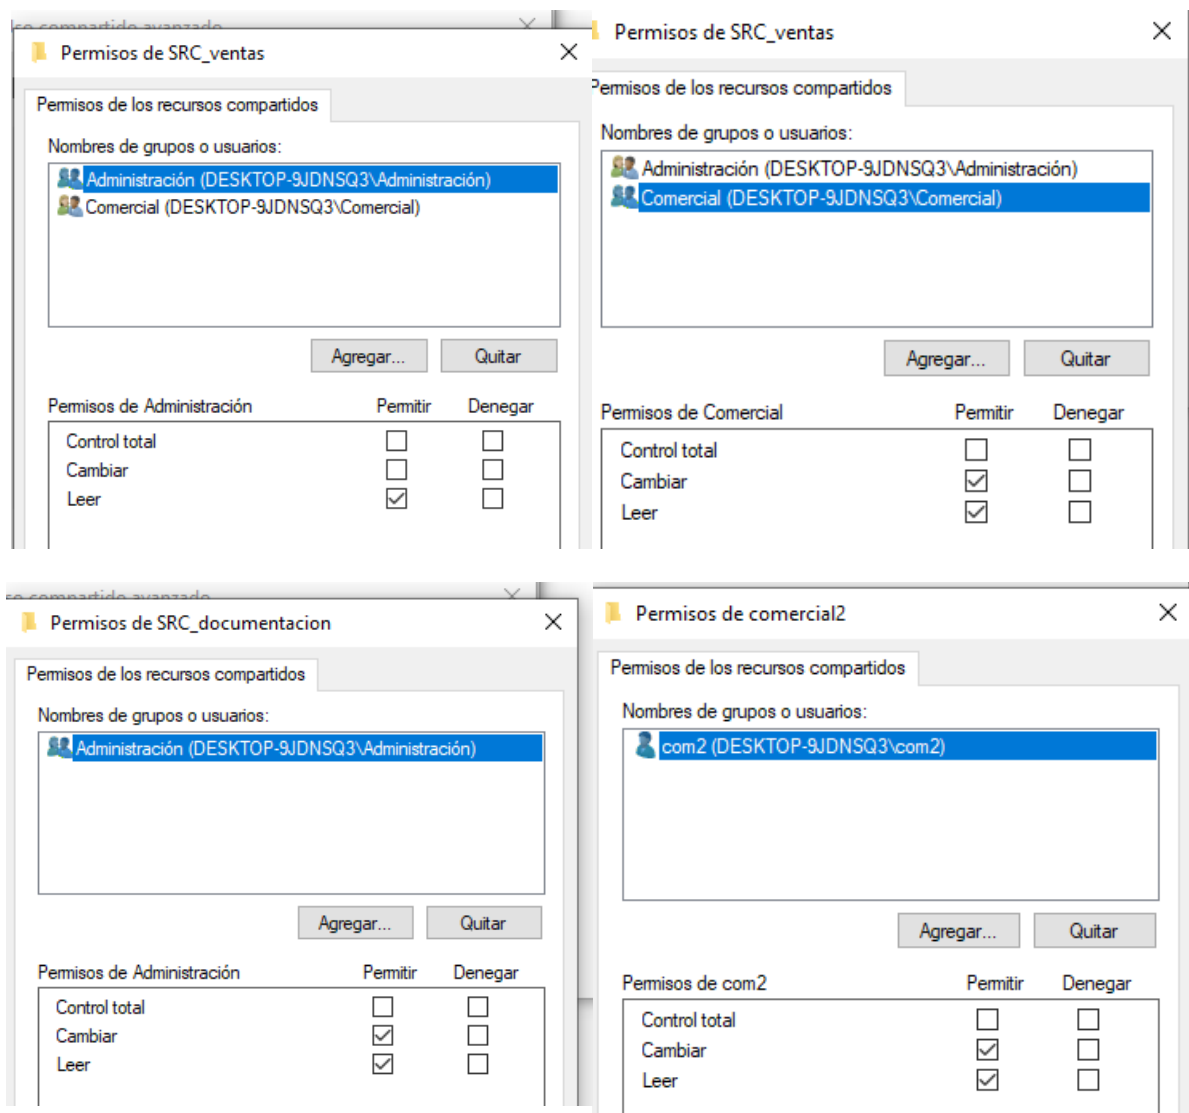 so compartido avanzado
Permisos de SRC_ventas
Permisos de los recursos compartidos
Nombres de grupos o usuarios:
Administración (DESKTOP-9JDNSQ3\Administración)
Comercial (DESKTOP-9JDNSQ3\Comercial)
Agregar...
Quitar
Permisos de Administración
Permitir
Denegar
Control total
Cambiar
Leer
Permisos de SRC_ventas
Permisos de los recursos compartidos
Nombres de grupos o usuarios:
Administración (DESKTOP-9JDNSQ3\Administración)
Comercial (DESKTOP-9JDNSQ3\Comercial)
Agregar...
Quitar
Permisos de Comercial
Permitir
Denegar
Control total
Cambiar
Leer
so compartido avanzado
Permisos de SRC_documentacion
Permisos de los recursos compartidos
Nombres de grupos o usuarios:
Administración (DESKTOP-9JDNSQ3\Administración)
Agregar...
Quitar
Permisos de Administración
Permitir
Denegar
Control total
Cambiar
Leer
Permisos de comercial2
Permisos de los recursos compartidos
Nombres de grupos o usuarios:
com2 (DESKTOP-9JDNSQ3\com2)
Agregar...
Quitar
Permisos de com2
Permitir
Denegar
Control total
Cambiar
Leer